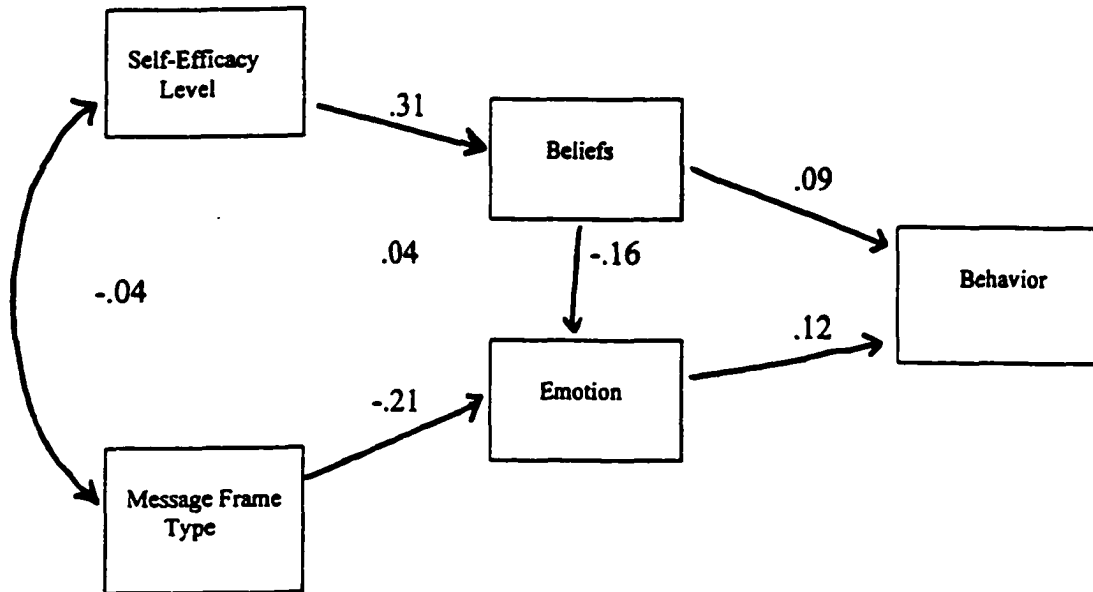 Self-Efficacy
Level
.31
Beliefs
.09
-.04
.04
-.16
Behavior
.12
Emotion
-.21
Message Frame
Type